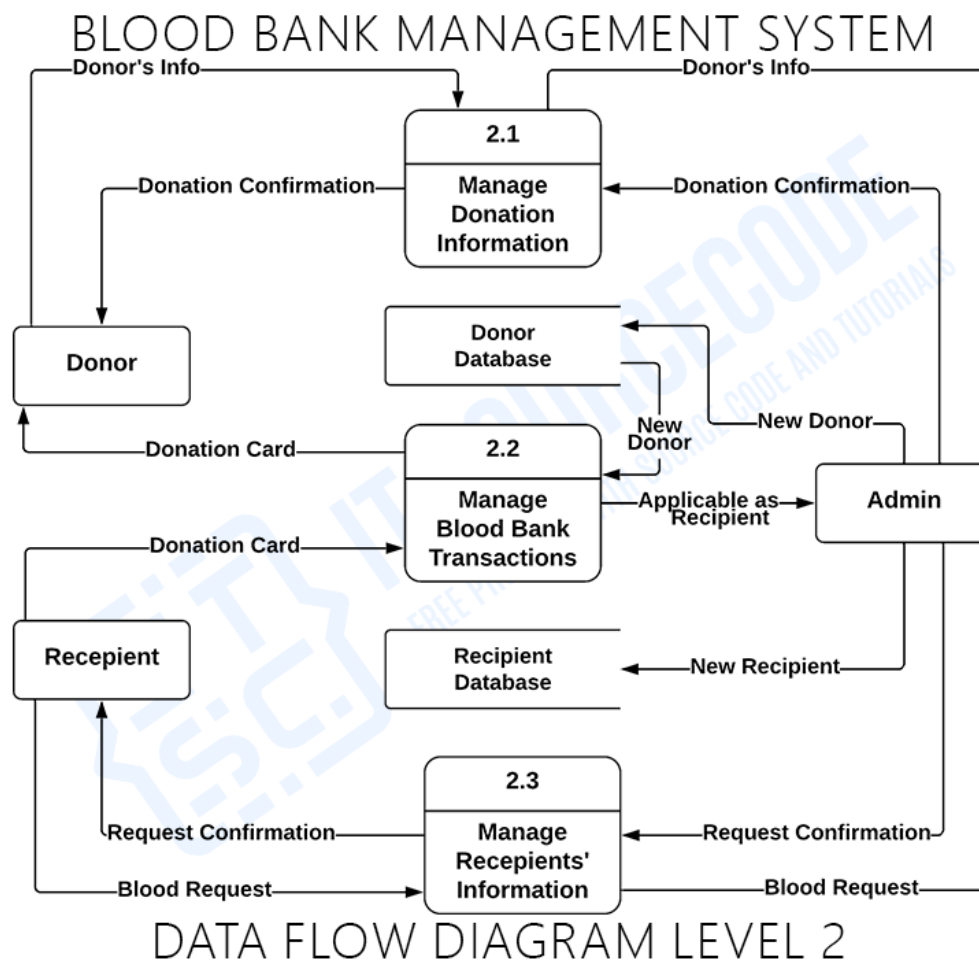 BLOOD BANK MANAGEMENT SYSTEM
Donor's Info
Donor's Info
2.1
Manage
Donation
Information
Donation Confirmation
Donation Confirmation
Donor
Donor
Database
New
Donor
New Donor
Donation Card
2.2
Manage
Blood Bank
Transactions
Applicable as
Recipient
Admin
Donation Card
Recepient
Recipient
Database
New Recipient
2.3
Manage
Recepients'
Information
Request Confirmation
Request Confirmation
Blood Request
Blood Request
DATA FLOW DIAGRAM LEVEL 2